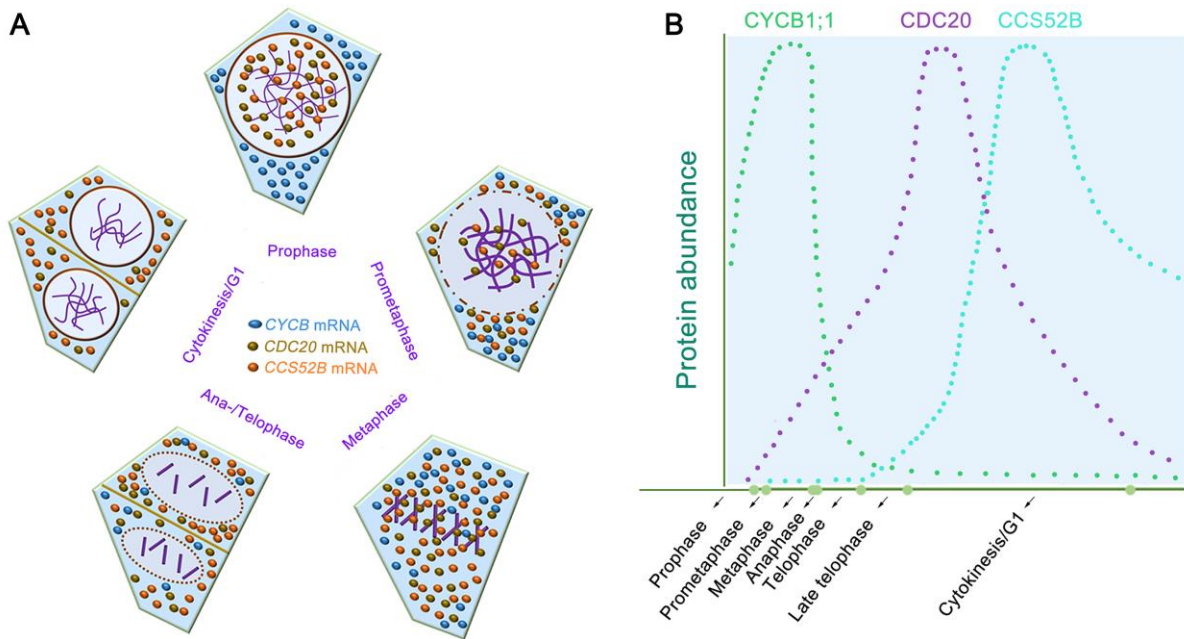 A
Prophase
Prometaphase
Metaphase
Ana-/Telophase
Cytokinesis/G1
CYCB mRNA
CDC20 mRNA
CCS52B mRNA
B
CYCB1;1
CDC20
CCS52B
Protein abundance
Prophase
Prometaphase
Metaphase
Anaphase
Telophase
Late telophase
Cytokinesis/G1